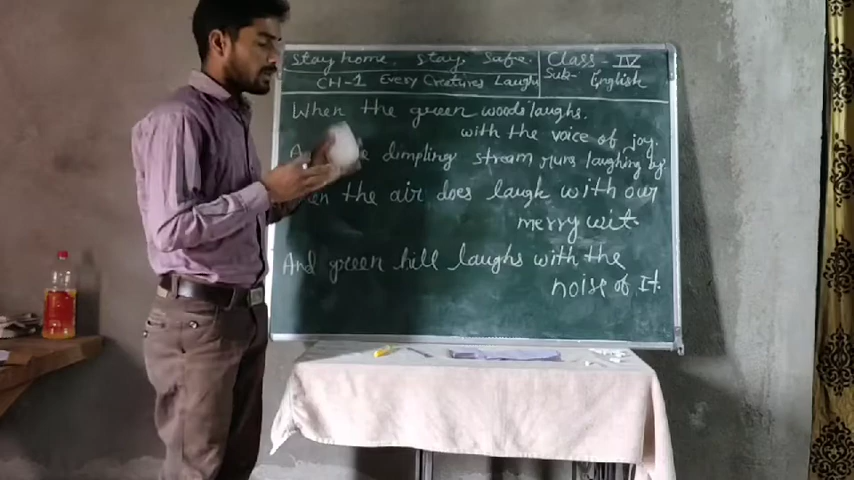 Stay home. Stay. Safe. Class - IV
CH-1 Every Creatures Laugh Sub:- English
When the green woods laughs.
With the voice of joy.
dimpling stream runs laughing by
the air does laugh with our
merry wit
And green hill laughs with the
noise of It